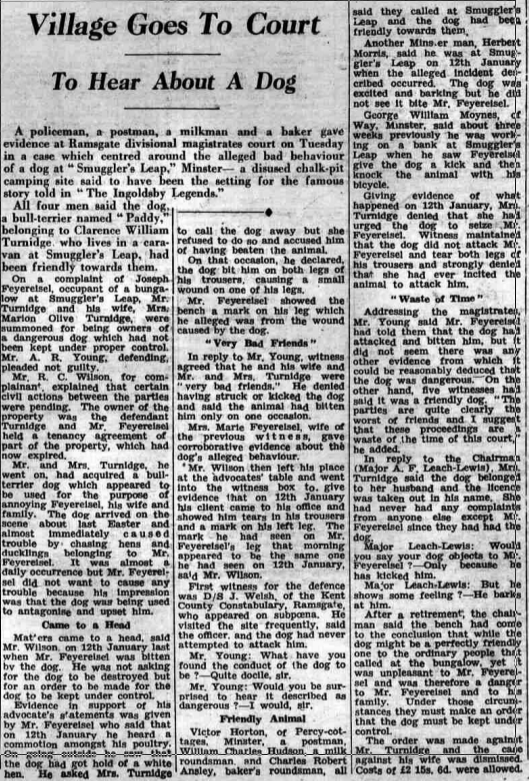 Village Goes To Court
To Hear About A Dog
A policeman, a postman, a milkman and a baker gave
evidence at Ramsgate divisional magistrates court on Tuesday
in a case which centred around the alleged bad behaviour
of a dog at "Smuggler's Leap," Minster— a disused chalk-pit
camping site said to have been the setting for the famous
story told in "The Ingoldsby Legends."
All four men said the dog,
a bull-terrier named "Paddy,"
belonging to Clarence William
Turnidge, who lives in a cara-
van at Smuggler's Leap, had
been friendly towards them.
On a complaint of Joseph
Feyereisel, occupant of a bunga-
low at Smuggler's Leap, Mr.
Turnidge and his wife, Mrs.
Marion Olive Turnidge, were
summoned for being owners of
a dangerous dog which had not
been kept under proper control.
Mr. A. R. Young, defending,
pleaded not guilty.
Mr. R. C. Wilson, for com-
plainant, explained that certain
civil actions between the parties
were pending. The owner of the
property was the defendant
Turnidge and Mr. Feyereisel
held a tenancy agreement of
part of the property, which had
now expired.
Mr. and Mrs. Turnidge, he
went on, had acquired a bull-
terrier dog which appeared to
be used for the purpose of
annoying Feyereisel, his wife and
family. The dog arrived on the
scene about last Easter and
almost immediately caused
trouble by chasing hens and
ducklings belonging to Mr.
Feyereisel. It was almost a
daily occurrence but Mr. Feyerei-
sel did not want to cause any
trouble because his impression
was that the dog was being used
to antagonise and upset him.
Came to a Head
Mat'ers came to a head, said
Mr. Wilson, on 12th January last
when Mr. Feyereisel was bitten
by the dog. He was not asking
for the dog to be destroyed but
for an order to be made for the
dog to be kept under control.
Evidence in support of his
advocate's s'atements was given
by Mr. Feyereisel who said that
on 12th January he heard a
commotion amongst his poultry.
On going outside he saw that
the dog had got hold of a white
hen. He asked Mrs. Turnidge
to call the dog away but she
refused to do so and accused him
of having beaten the animal.
On that occasion, he declared,
the dog bit him on both legs of
his trousers, causing a small
wound on one of his legs.
Mr. Feyereisel showed the
bench a mark on his leg which
he alleged was from the wound
caused by the dog.
"Very Bad Friends"
In reply to Mr. Young, witness
agreed that he and his wife and
Mr. and Mrs. Turnidge were
"very bad friends." He denied
having struck or kicked the dog
and said the animal had bitten
him only on one occasion.
Mrs. Marie Feyereisel, wife of
the previous witness, gave
corroborative evidence about the
dog's alleged behaviour.
Mr. Wilson then left his place
at the advocates' table and went
into the witness box to give
evidence that on 12th January
his client came to his office and
showed him tears in his trousers
and a mark on his left leg. The
mark he had seen on Mr.
Feyereisel's leg that morning
appeared to be the same one
he had seen on 12th January,
said Mr. Wilson.
First witness for the defence
was D/S J. Welsh, of the Kent
County Constabulary, Ramsgate,
who appeared on subpœna. He
visited the site frequently, said
the officer, and the dog had never
attempted to attack him.
Mr. Young: What have you
found the conduct of the dog to
be?—Quite docile, sir.
Mr. Young: Would you be sur-
prised to hear it described as
dangerous?—I would, sir.
Friendly Animal
Victor Horton, of Percy-cot-
tages, Minster, a postman,
William Charles Hudson, a milk
roundsman, and Charles Robert
Ansley, baker's roundsman, all
said they called at Smuggler's
Leap and the dog had been
friendly towards them.
Another Mins.er man, Herbert
Morris, said he was at Smug-
gler's Leap on 12th January
when the alleged incident des-
cribed occurred. The dog was
excited and barking but he did
not see it bite Mr. Feyereisel.
George William Moynes, of
Way, Minster, said about three
weeks previously he was work-
ing on a bank at Smuggler's
Leap when he saw Feyereisel
give the dog a kick and then
knock the animal with his
bicycle.
Giving evidence of what
happened on 12th January, Mrs.
Turnidge denied that she had
urged the dog to seize Mr.
Feyereisel. Witness maintained
that the dog did not attack Mr.
Feyereisel and tear both legs of
his trousers and strongly denied
that she had ever incited the
animal to attack him.
"Waste of Time"
Addressing the magistrates,
Mr. Young said Mr. Feyereisel
had told them that the dog had
attacked and bitten him, but it
did not seem there was any
other evidence from which it
could be reasonably deduced that
the dog was dangerous. "On the
other hand, five witnesses had
said it was a friendly dog. "The
parties are quite clearly the
worst of friends and I suggest
that these proceedings are a
waste of the time of this court,"
he added.
In reply to the Chairman
(Major A. F. Leach-Lewis), Mrs.
Turnidge said the dog belonged
to her husband and the licence
was taken out in his name. She
had never had any complaints
from anyone else except Mr.
Feyereisel since they had had the
dog.
Major Leach-Lewis: Would
you say your dog objects to Mr.
Feyereisel?—Only because he
has kicked him.
Major Leach-Lewis: But he
shows some feeling?—He barks
at him.
After a retirement, the chair-
man said the bench had come
to the conclusion that while the
dog might be a perfectly friendly
one to the ordinary people that
called at the bungalow, yet it
was unpleasant to Mr. Feyerei-
sel and was therefore a danger
to Mr. Feyereisel and to his
family. Under those circum-
stances they must make an order
that the dog must be kept under
control.
The order was made against
Mr. Turnidge and the case
against his wife was dismissed.
Costs of £2 18s. 6d. were allowed.